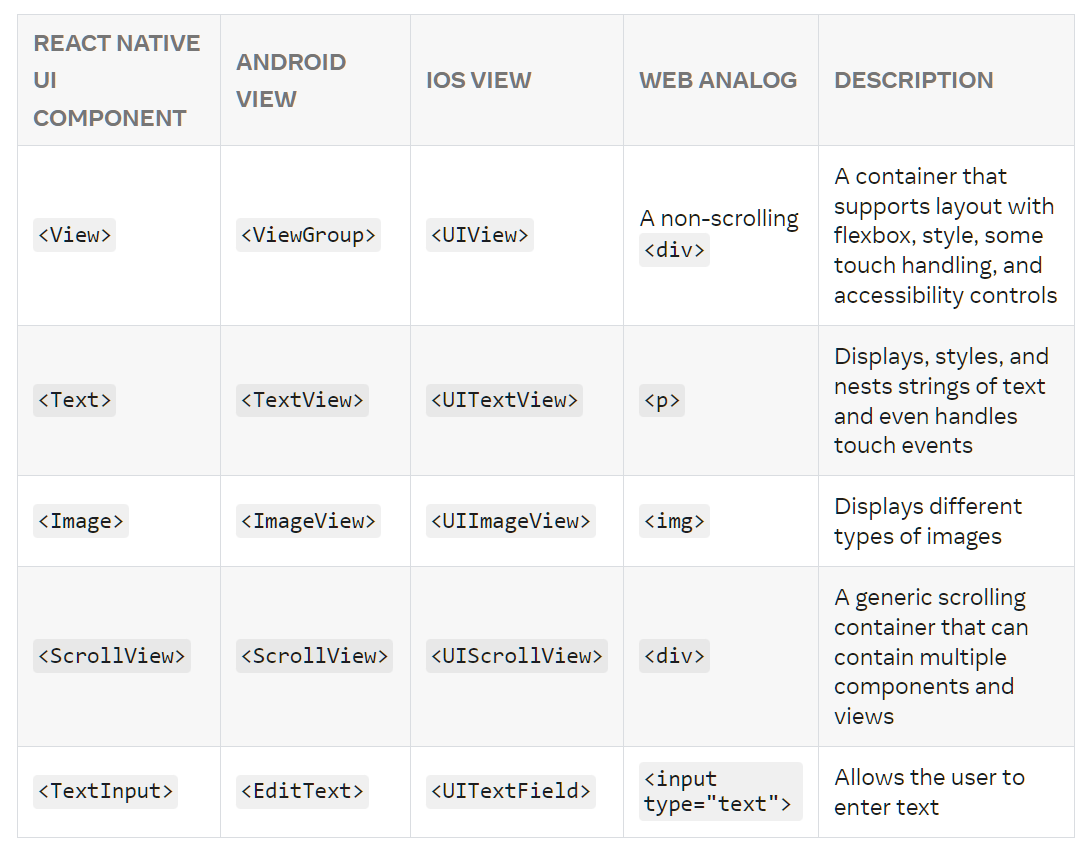 REACT NATIVE
UI
COMPONENT
ANDROID
VIEW
IOS VIEW
WEB ANALOG
DESCRIPTION
<View>
<ViewGroup>
<UIView>
A non-scrolling
<div>
A container that
supports layout with
flexbox, style, some
touch handling, and
accessibility controls
<Text>
<TextView>
<UITextView>
<p>
Displays, styles, and
nests strings of text
and even handles
touch events
<Image>
<ImageView>
<UIImageView>
<img>
Displays different
types of images
<ScrollView>
<ScrollView>
<UIScrollView>
<div>
A generic scrolling
container that can
contain multiple
components and
views
<TextInput>
<EditText>
<UITextField>
<input
type="text">
Allows the user to
enter text